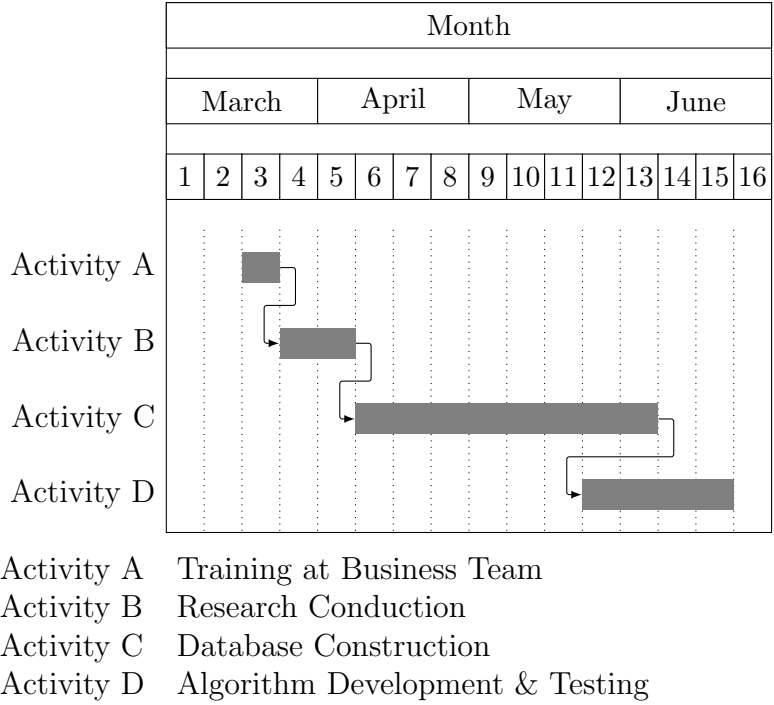 Month
March April May June
1 2 3 4 5 6 7 8 9 10 11 12 13 14 15 16
Activity A
Activity B
Activity C
Activity D
Activity A Training at Business Team
Activity B Research Conduction
Activity C Database Construction
Activity D Algorithm Development & Testing